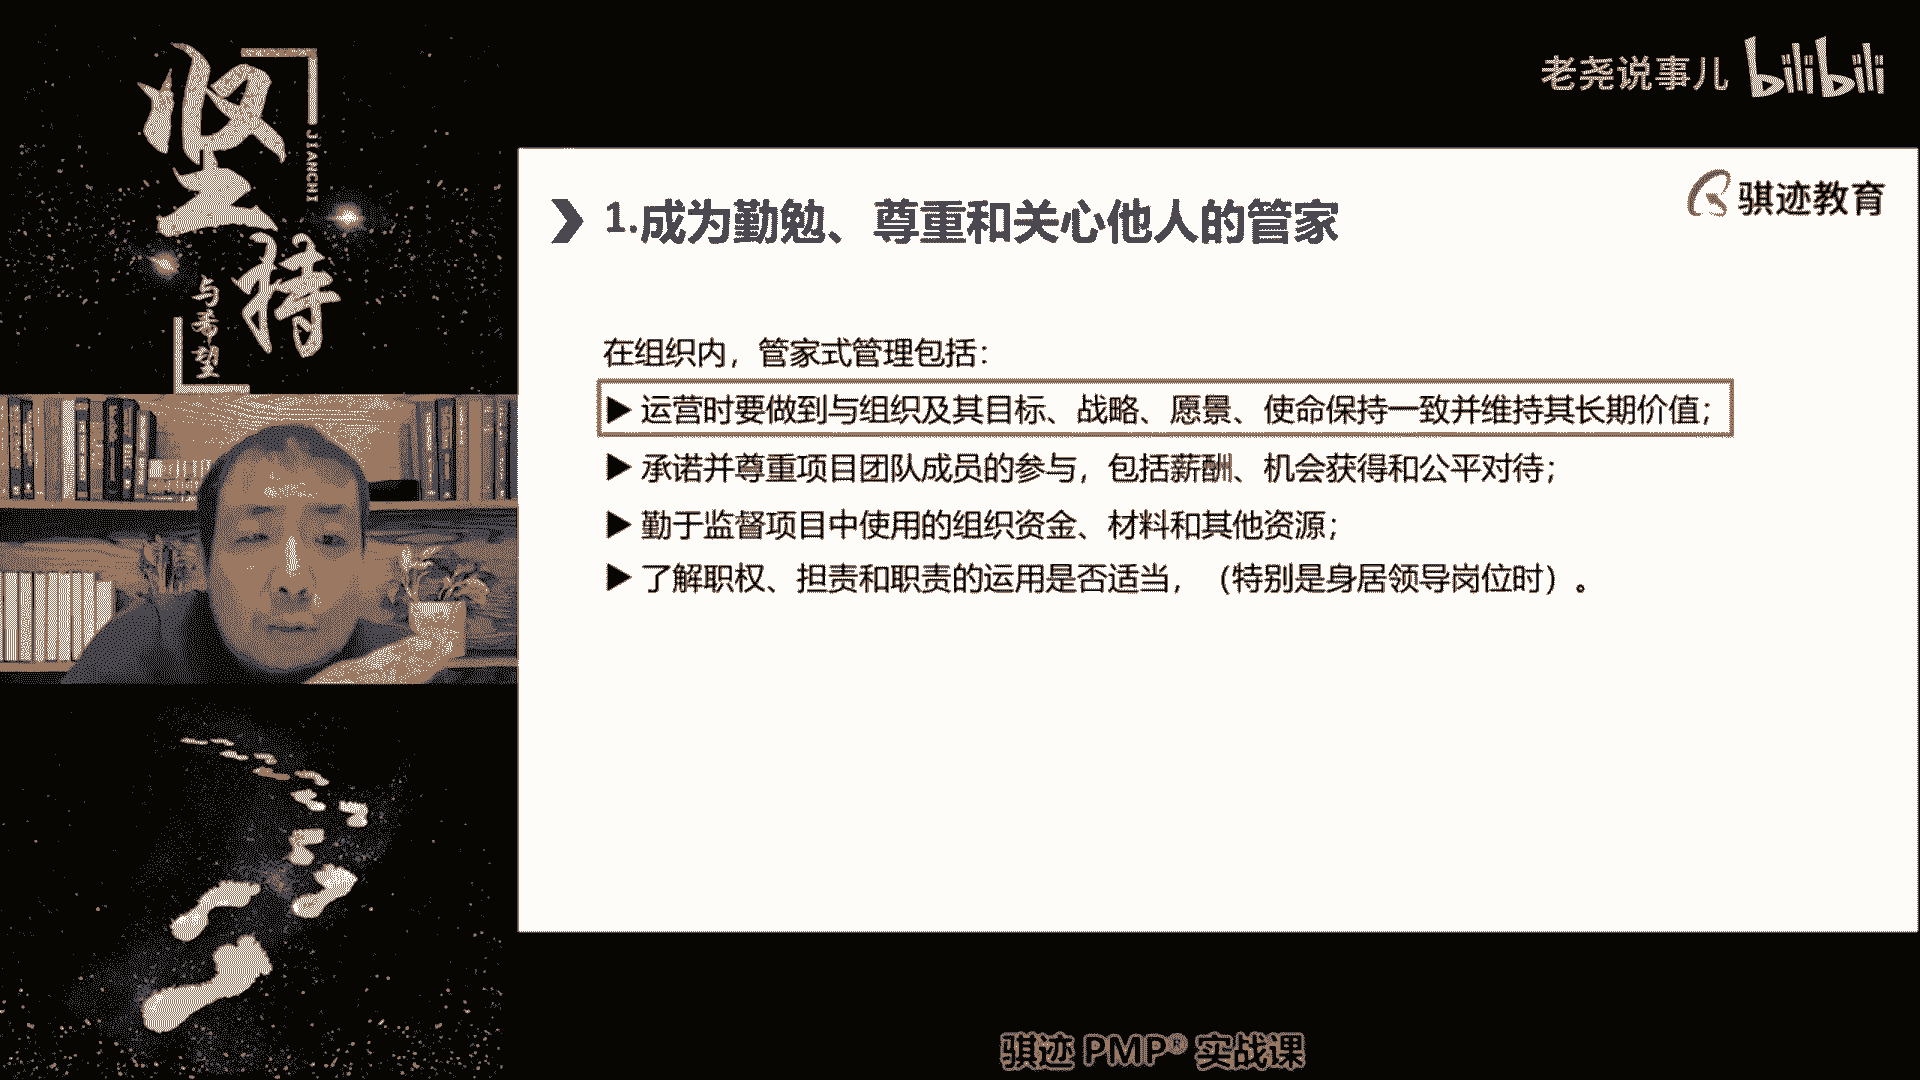 坚持
JIANCHI
与希望
老尧说事儿 bilibili
骐迹教育
1.成为勤勉、尊重和关心他人的管家
在组织内，管家式管理包括：
▶ 运营时要做到与组织及其目标、战略、愿景、使命保持一致并维持其长期价值；
▶ 承诺并尊重项目团队成员的参与，包括薪酬、机会获得和公平对待；
▶ 勤于监督项目中使用的组织资金、材料和其他资源；
▶ 了解职权、担责和职责的运用是否适当，（特别是身居领导岗位时）。
骐迹 PMP® 实战课